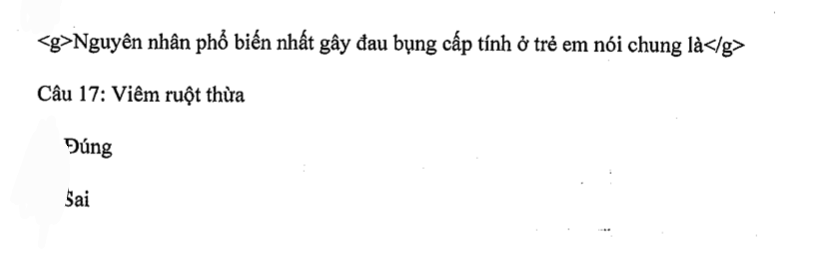 <g>Nguyên nhân phổ biến nhất gây đau bụng cấp tính ở trẻ em nói chung là</g>
Câu 17: Viêm ruột thừa
Đúng
Sai